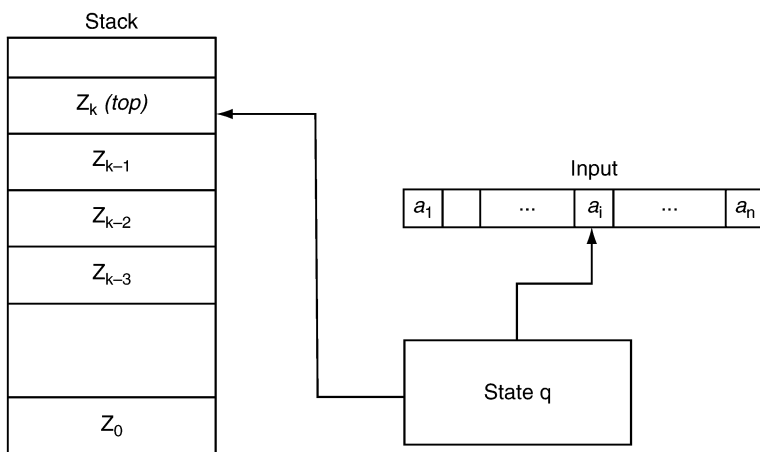 Stack
Zk (top)
Zk–1
Zk–2
Zk–3
Z0
Input
a1 ... ai ... an
State q